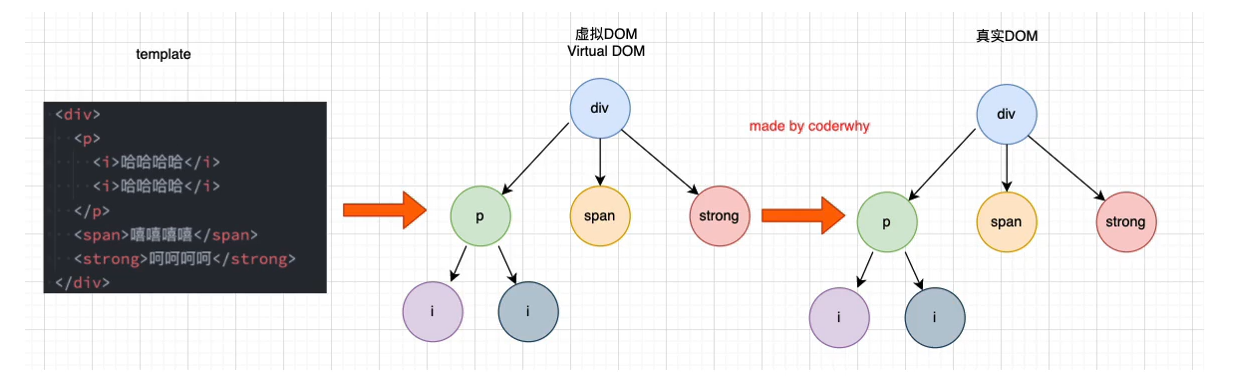 template
<div>
<p>
<i>哈哈哈哈</i>
<i>哈哈哈哈</i>
</p>
<span>嘻嘻嘻嘻</span>
<strong>呵呵呵呵</strong>
</div>
虚拟DOM
Virtual DOM
div
p
span
strong
i
i
made by coderwhy
真实DOM
div
p
span
strong
i
i